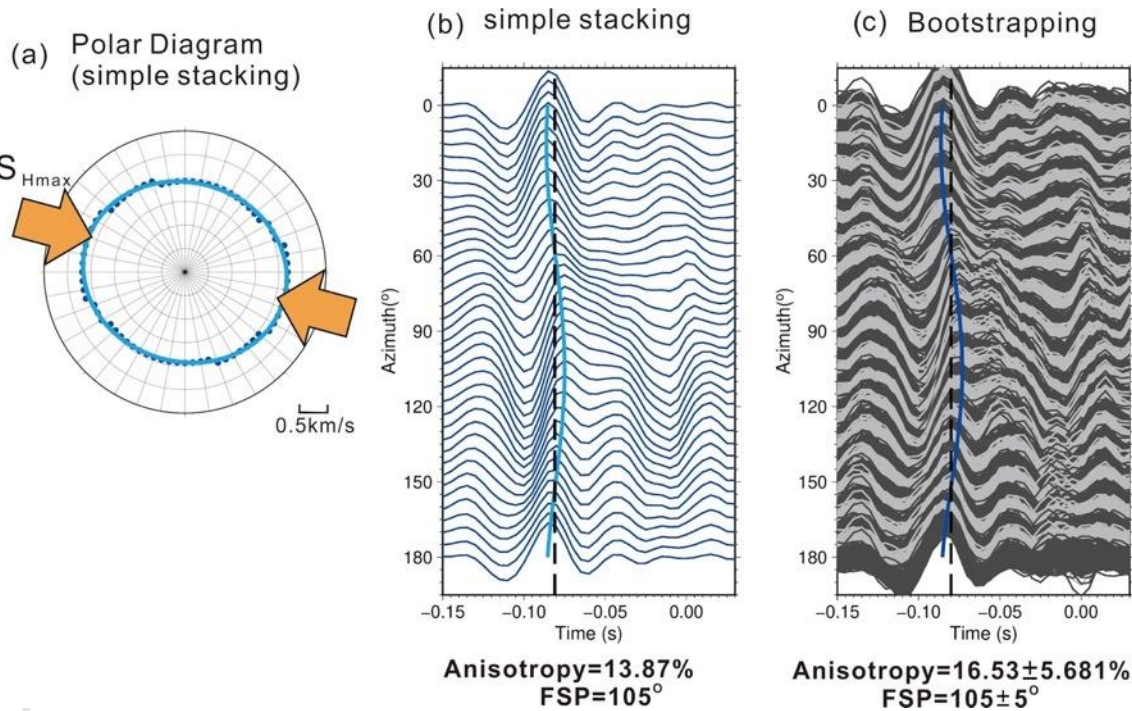 (a) Polar Diagram
(simple stacking)
S Hmax
0.5km/s
(b) simple stacking
0
30
60
90
120
150
180
Azimuth(°)
−0.15 −0.10 −0.05 0.00
Time (s)
Anisotropy=13.87%
FSP=105°
(c) Bootstrapping
0
30
60
90
120
150
180
Azimuth(°)
−0.15 −0.10 −0.05 0.00
Time (s)
Anisotropy=16.53±5.681%
FSP=105±5°